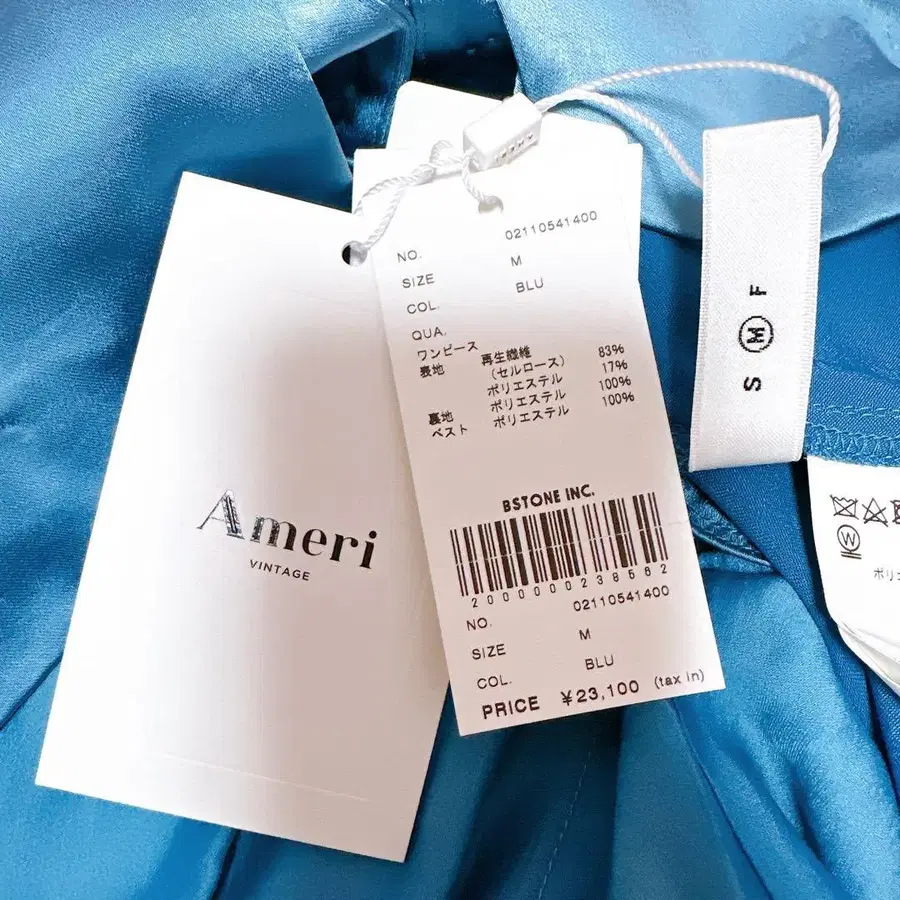 Ameri
VINTAGE
NO. 02110541400
SIZE M
COL. BLU
QUA.
ワンピース
表地 再生繊維 83%
(セルロース) 17%
ポリエステル 100%
裏地 ポリエステル 100%
ベスト ポリエステル
BSTONE INC.
2000000238562
NO. 02110541400
SIZE M
COL. BLU
PRICE ¥23,100 (tax in)
S M F
W